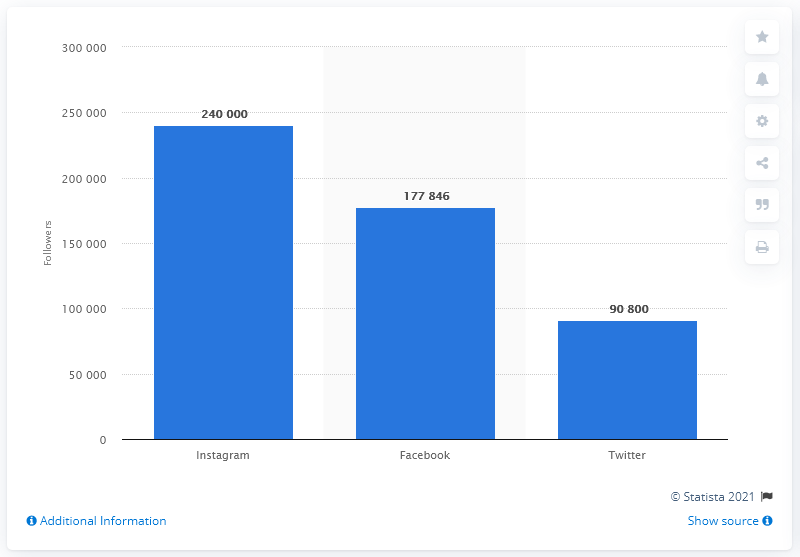 300 000
250 000
240 000
200 000
177 846
150 000
100 000
90 800
50 000
0
Followers
Instagram
Facebook
Twitter
© Statista 2021
Additional Information
Show source